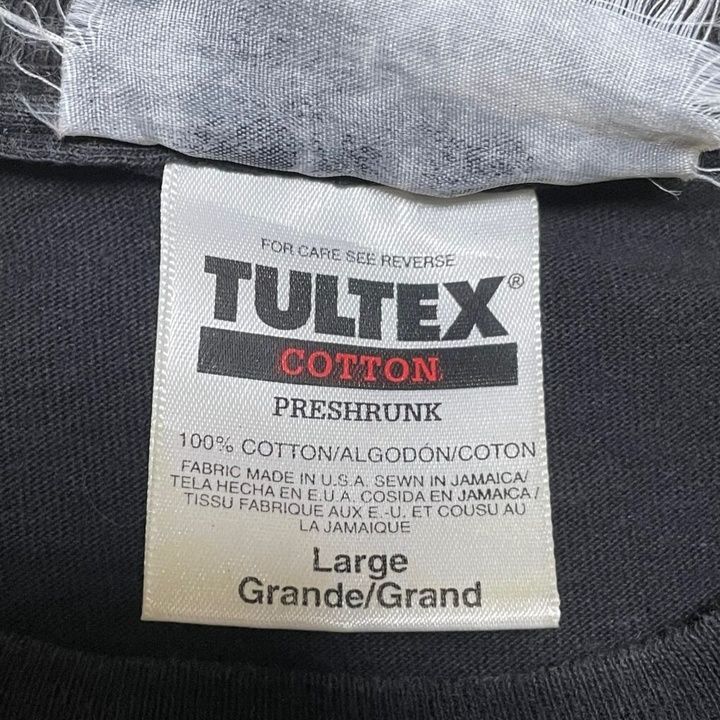 FOR CARE SEE REVERSE
TULTEX®
COTTON
PRESHRUNK
100% COTTON/ALGODÓN/COTON
FABRIC MADE IN U.S.A. SEWN IN JAMAICA/
TELA HECHA EN E.U.A. COSIDA EN JAMAICA/
TISSU FABRIQUE AUX E.-U. ET COUSU AU
LA JAMAIQUE
Large
Grande/Grand